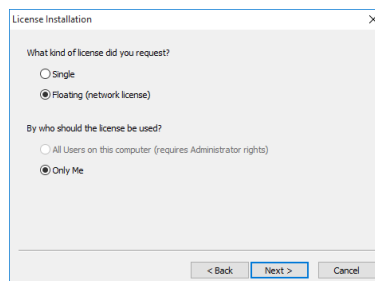 License Installation
What kind of license did you request?
Single
Floating (network license)
By who should the license be used?
All Users on this computer (requires Administrator rights)
Only Me
< Back Next > Cancel